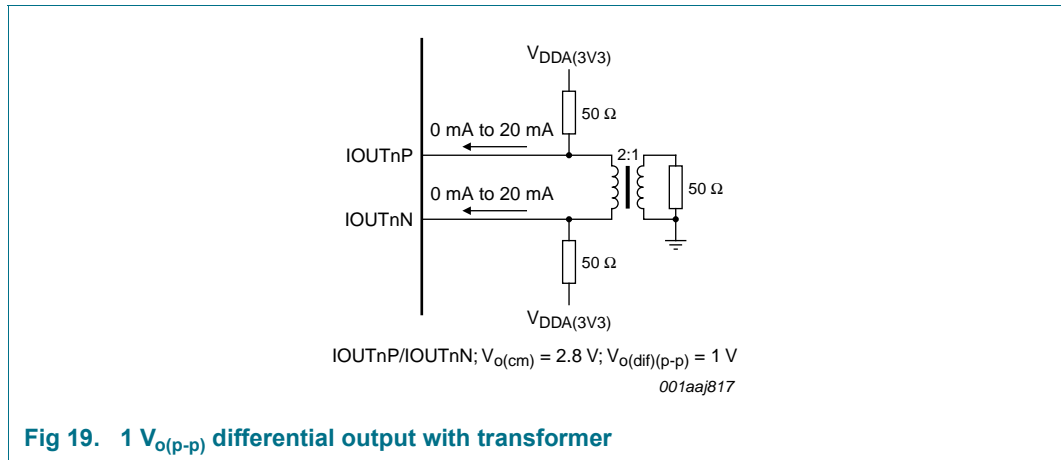 VDDA(3V3)
50 Ω
0 mA to 20 mA
IOUTnP
2:1
50 Ω
0 mA to 20 mA
IOUTnN
50 Ω
VDDA(3V3)
IOUTnP/IOUTnN; Vo(cm) = 2.8 V; Vo(dif)(p-p) = 1 V
001aaj817
Fig 19. 1 Vo(p-p) differential output with transformer